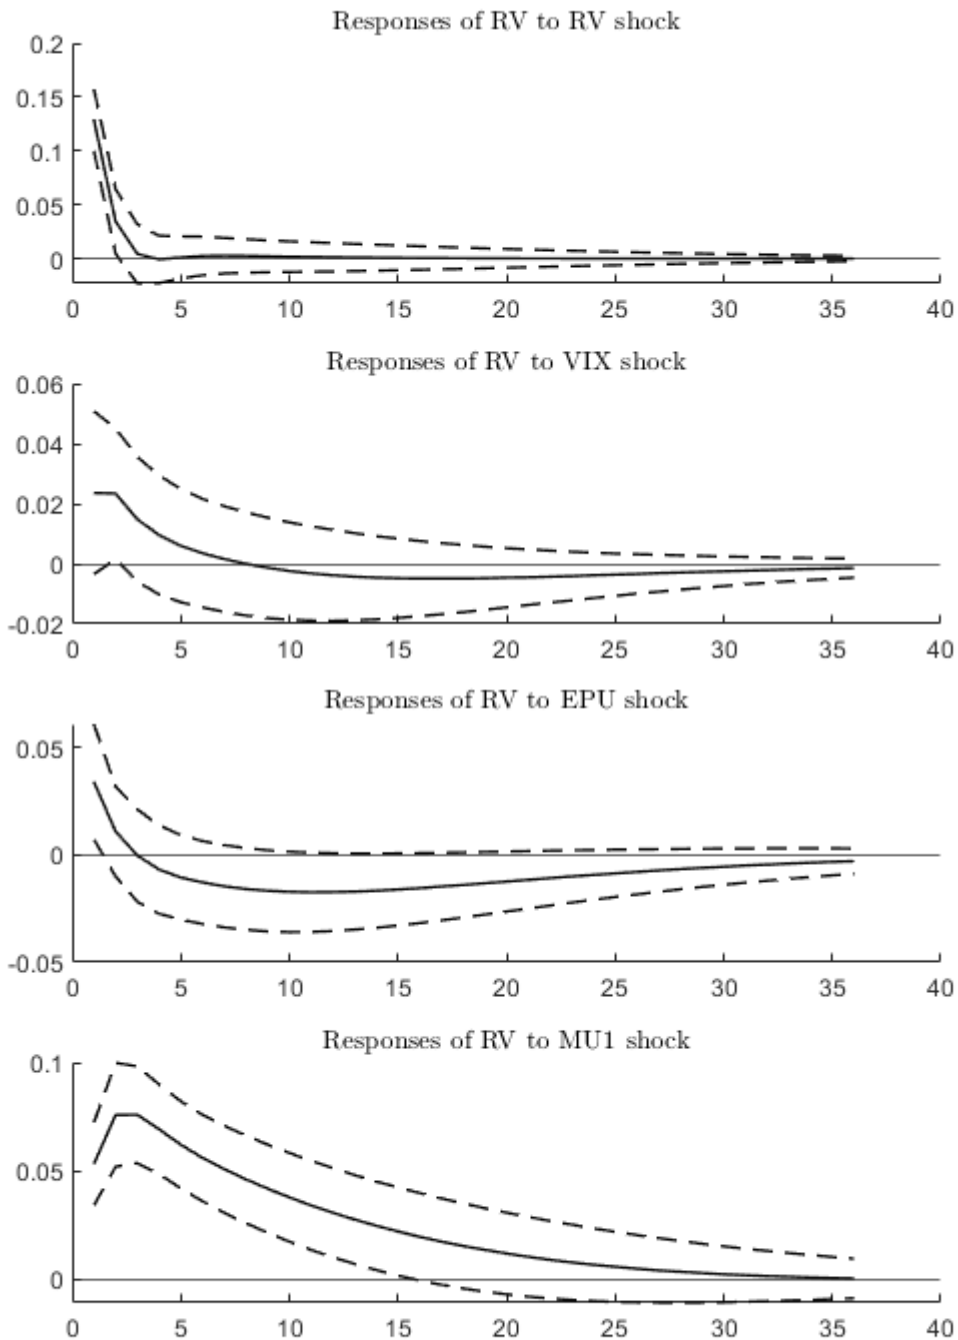 Responses of RV to RV shock
0.2
0.15
0.1
0.05
0
0 5 10 15 20 25 30 35 40
Responses of RV to VIX shock
0.06
0.04
0.02
0
-0.02
0 5 10 15 20 25 30 35 40
Responses of RV to EPU shock
0.05
0
-0.05
0 5 10 15 20 25 30 35 40
Responses of RV to MU1 shock
0.1
0.05
0
0 5 10 15 20 25 30 35 40